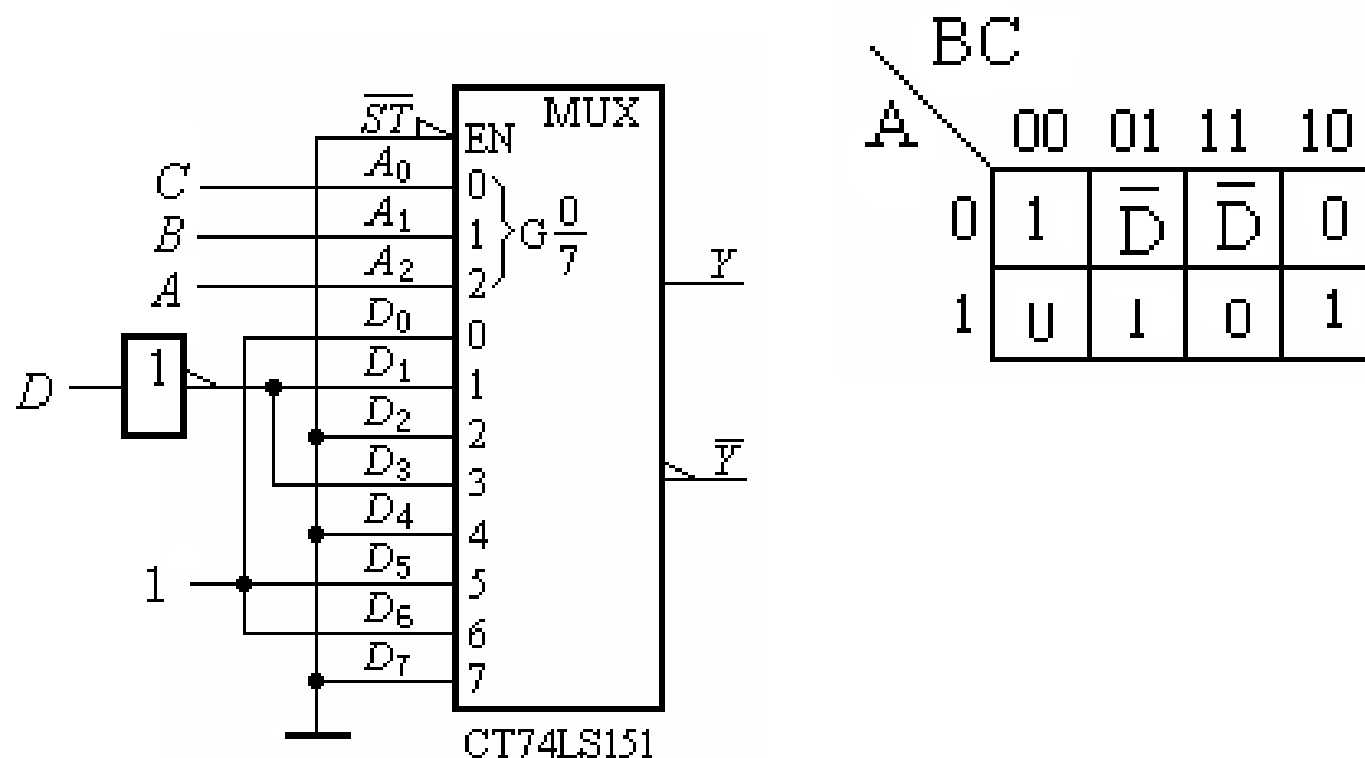 MUX
S̅T̅ EN
C A₀ 0
B A₁ 1 G 0/7
A A₂ 2
Y
D₀ 0
D 1 D₁ 1
D₂ 2
Y̅
D₃ 3
D₄ 4
1 D₅ 5
D₆ 6
D₇ 7
CT74LS151
BC
A 00 01 11 10
0 1 D̅ D̅ 0
1 0 1 0 1